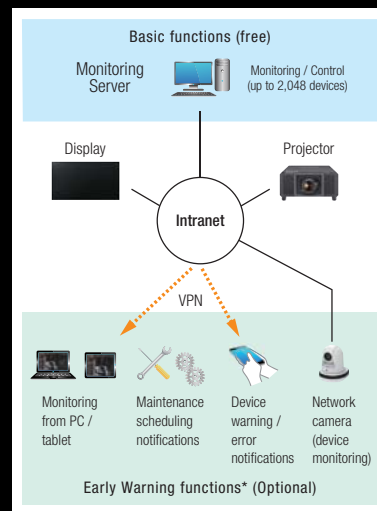 Basic functions (free)
Monitoring
Server
Monitoring / Control
(up to 2,048 devices)
Display
Projector
Intranet
VPN
Monitoring
from PC /
tablet
Maintenance
scheduling
notifications
Device
warning /
error
notifications
Network
camera
(device
monitoring)
Early Warning functions* (Optional)